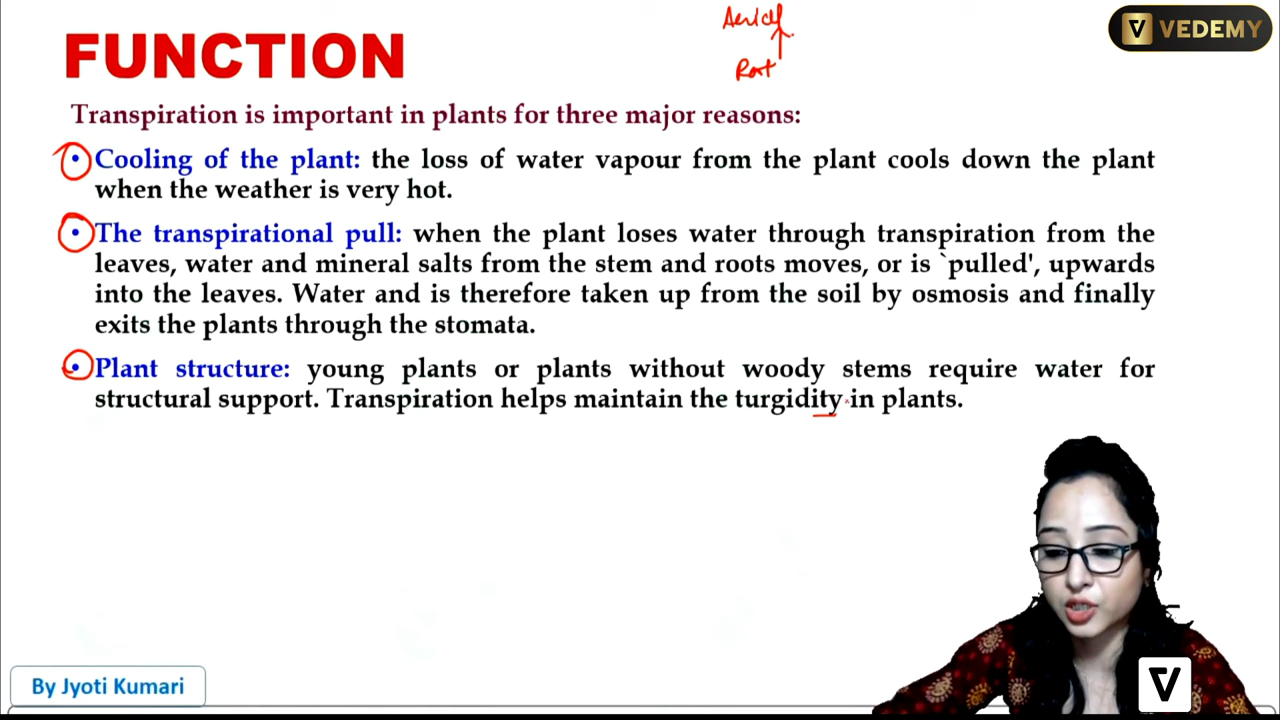 Aerial
Root
VEDEMY
FUNCTION
Transpiration is important in plants for three major reasons:
• Cooling of the plant: the loss of water vapour from the plant cools down the plant
when the weather is very hot.
• The transpirational pull: when the plant loses water through transpiration from the
leaves, water and mineral salts from the stem and roots moves, or is `pulled', upwards
into the leaves. Water and is therefore taken up from the soil by osmosis and finally
exits the plants through the stomata.
• Plant structure: young plants or plants without woody stems require water for
structural support. Transpiration helps maintain the turgidity in plants.
By Jyoti Kumari